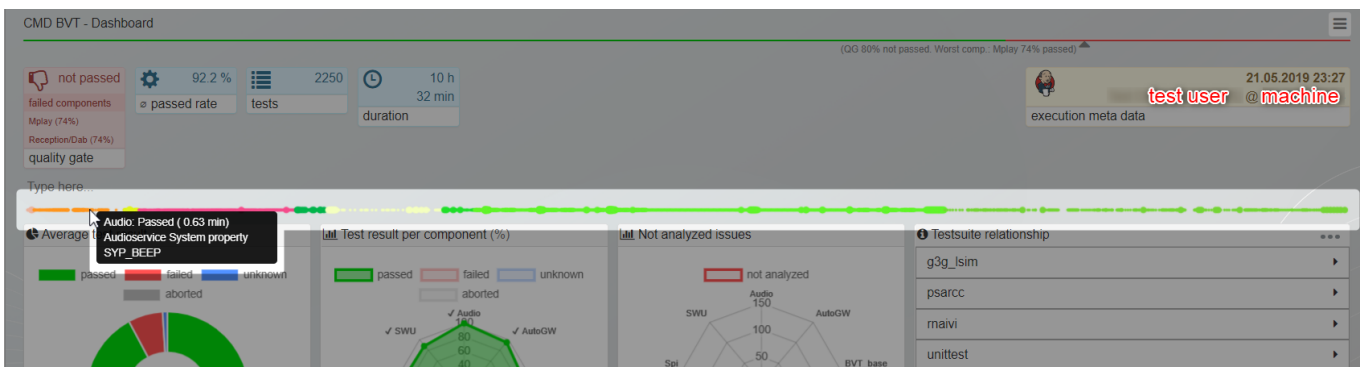 CMD BVT - Dashboard
(QG 80% not passed. Worst comp.: Mplay 74% passed)
not passed
failed components
Mplay (74%)
Reception/Dab (74%)
quality gate
92.2 %
⌀ passed rate
2250
tests
10 h
32 min
duration
21.05.2019 23:27
test user @ machine
execution meta data
Type here...
Audio: Passed ( 0.63 min)
Audioservice System property
SYP_BEEP
Average t
passed failed unknown
aborted
Test result per component (%)
passed failed unknown
aborted
✓ Audio
100
✓ SWU
✓ AutoGW
80
60
40
Not analyzed issues
not analyzed
Audio
150
SWU
AutoGW
100
50
Spi
BVT_base
Testsuite relationship
g3g_lsim
psarcc
rnaivi
unittest